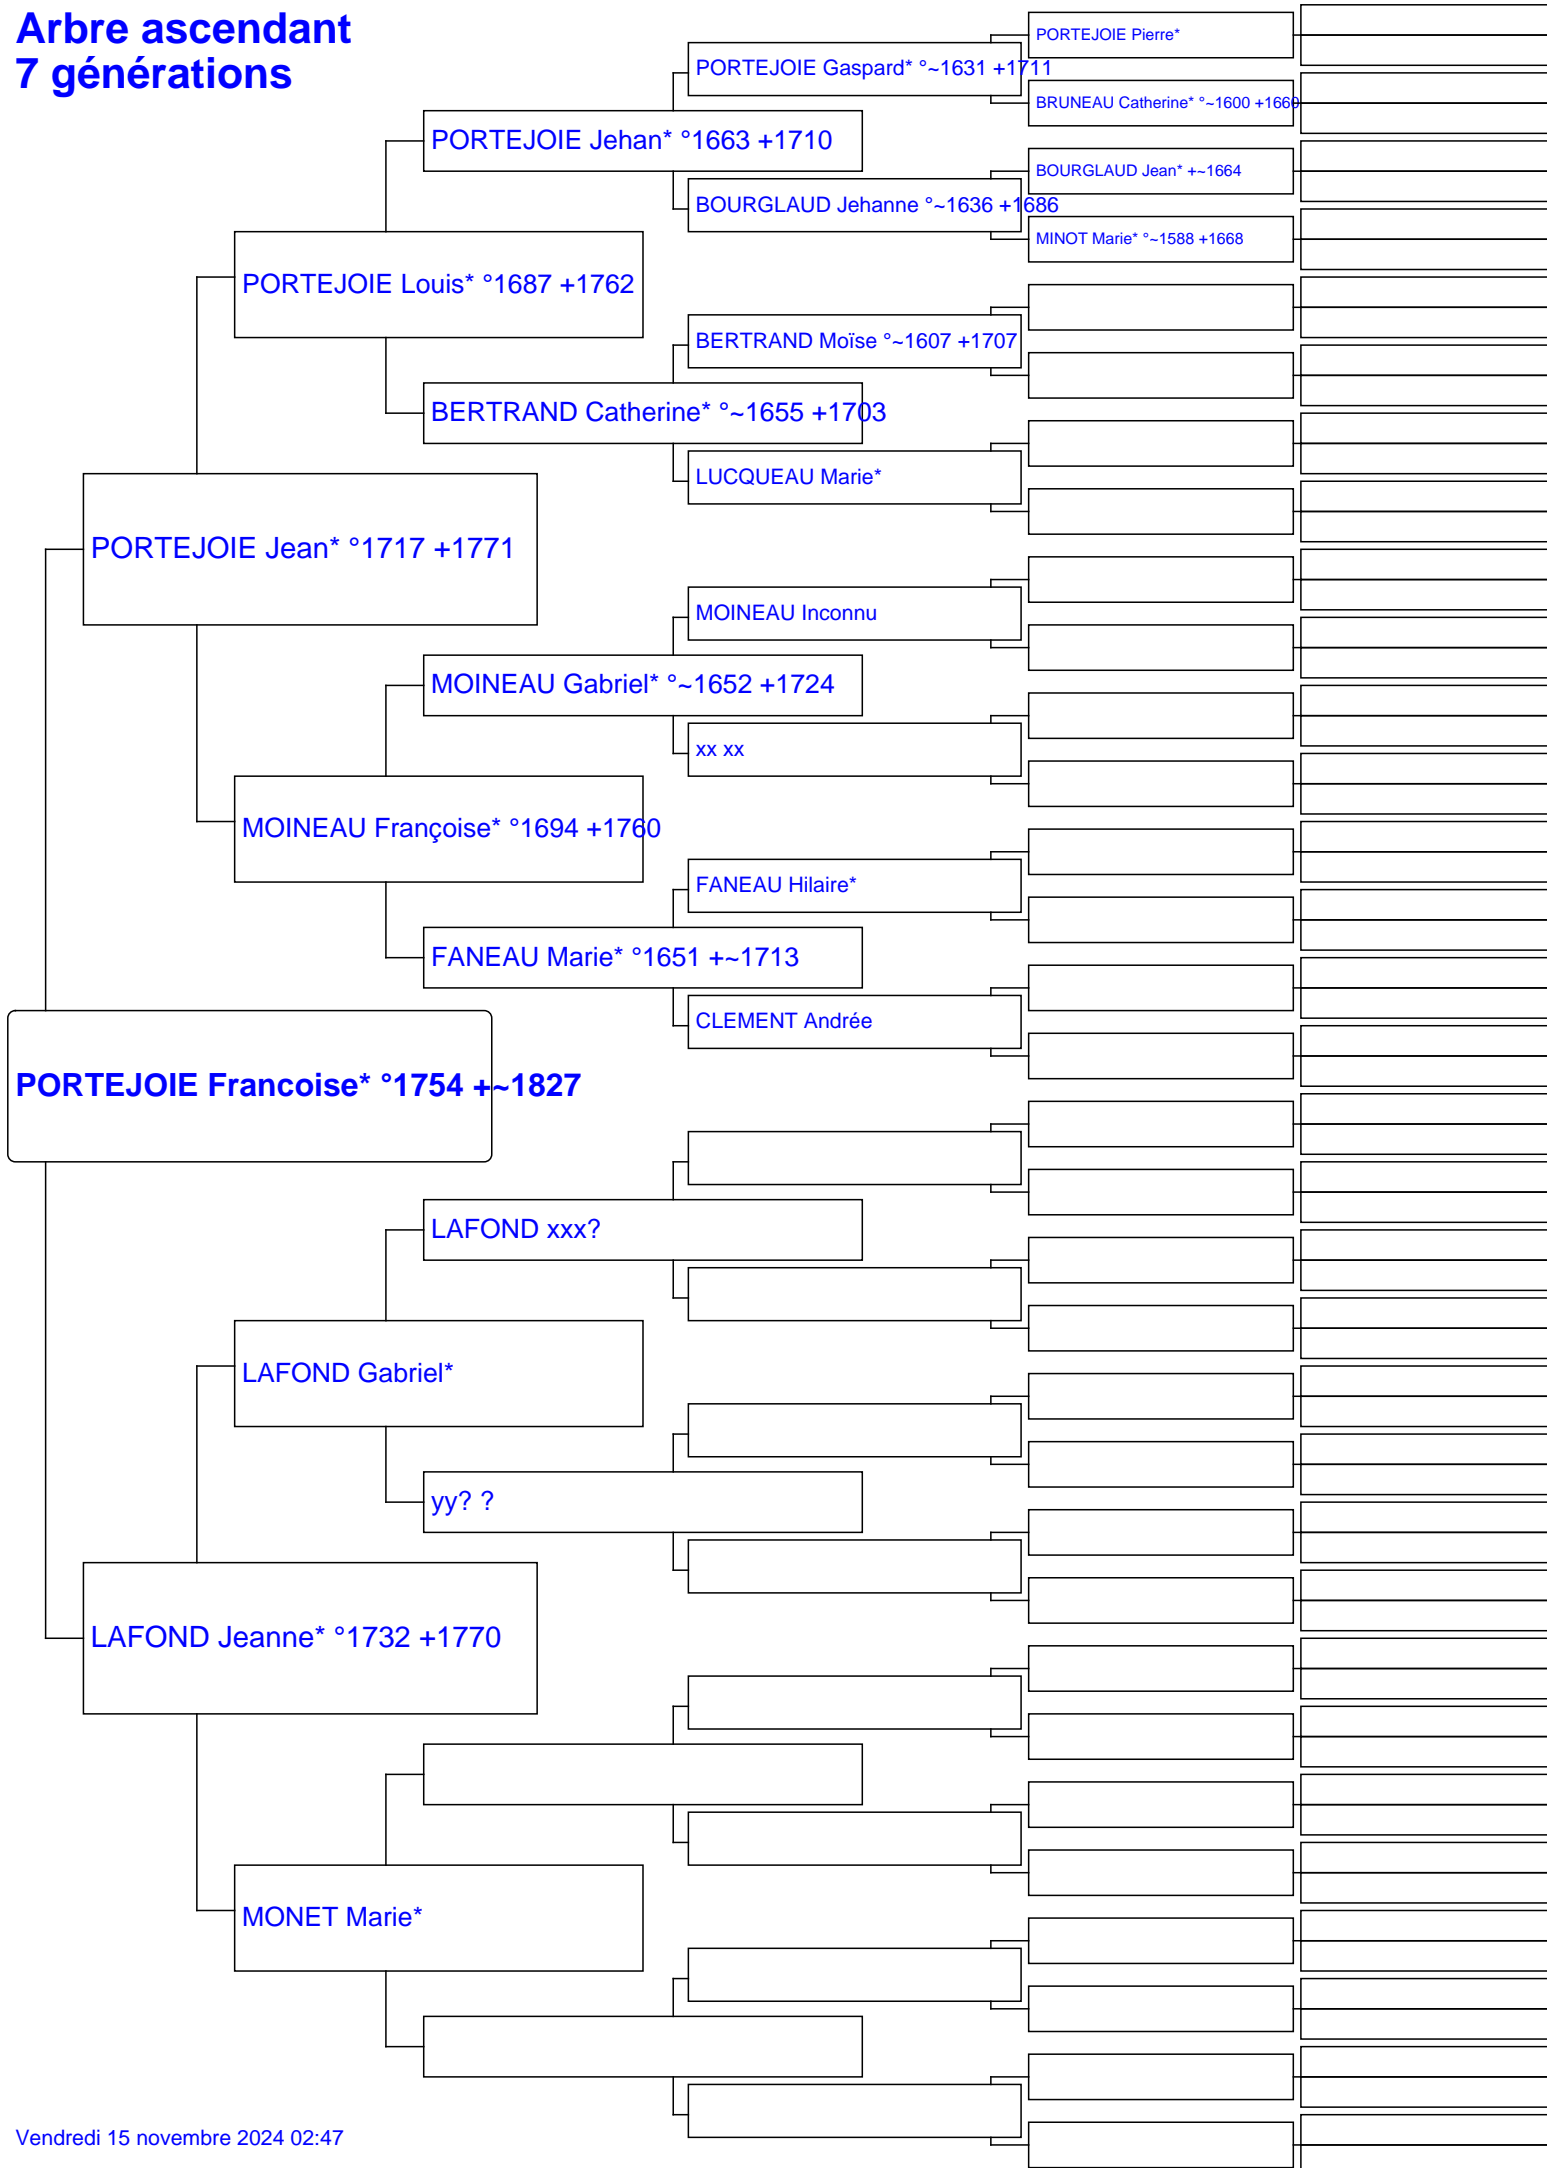 Arbre ascendant
7 générations
PORTEJOIE Pierre*
PORTEJOIE Gaspard* °~1631 +1711
BRUNEAU Catherine* °~1600 +1660
PORTEJOIE Jehan* °1663 +1710
BOURGLAUD Jean* +~1664
BOURGLAUD Jehanne °~1636 +1686
MINOT Marie* °~1588 +1668
PORTEJOIE Louis* °1687 +1762
BERTRAND Moïse °~1607 +1707
BERTRAND Catherine* °~1655 +1703
LUCQUEAU Marie*
PORTEJOIE Jean* °1717 +1771
MOINEAU Inconnu
MOINEAU Gabriel* °~1652 +1724
xx xx
MOINEAU Françoise* °1694 +1760
FANEAU Hilaire*
FANEAU Marie* °1651 +~1713
CLEMENT Andrée
PORTEJOIE Francoise* °1754 +~1827
LAFOND xxx?
LAFOND Gabriel*
yy? ?
LAFOND Jeanne* °1732 +1770
MONET Marie*
Vendredi 15 novembre 2024 02:47